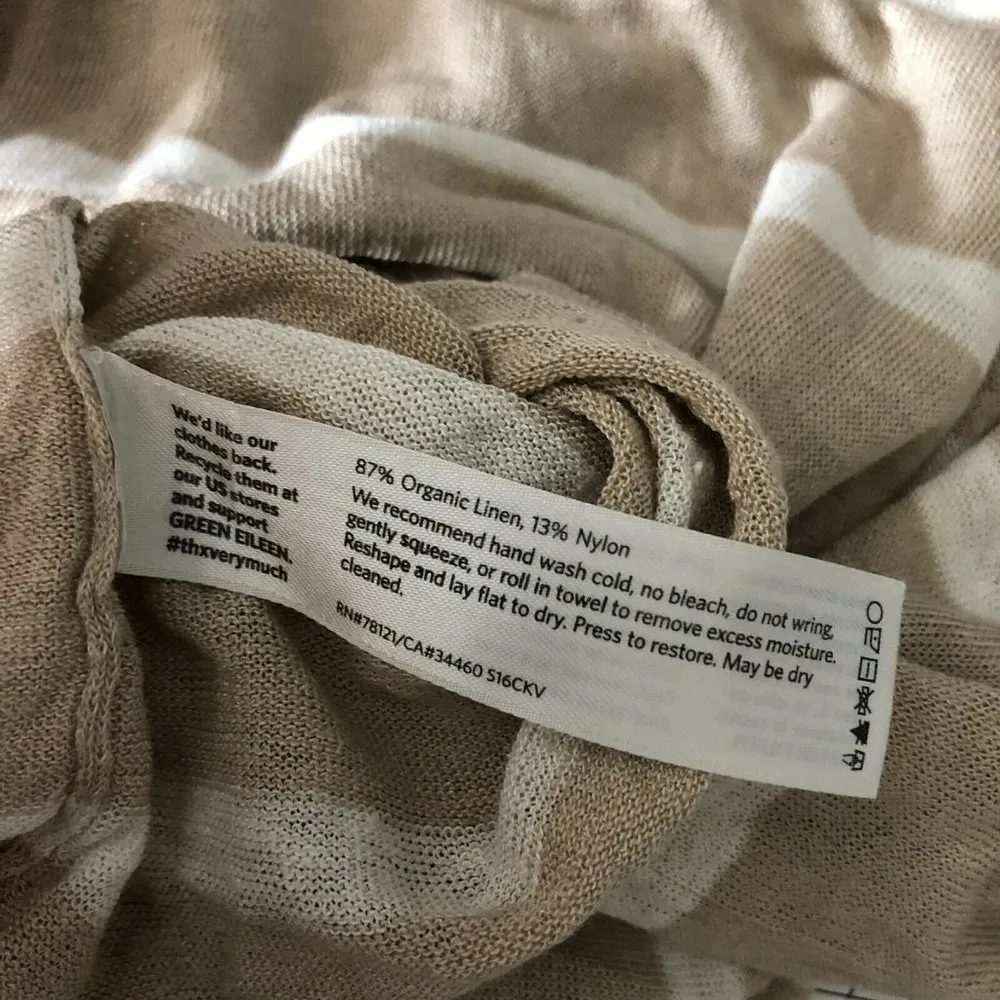 We'd like our
clothes back.
Recycle them at
our US stores
and support
GREEN EILEEN.
#thxverymuch
87% Organic Linen, 13% Nylon
We recommend hand wash cold, no bleach, do not wring,
gently squeeze, or roll in towel to remove excess moisture.
Reshape and lay flat to dry. Press to restore. May be dry
cleaned.
RN#78121/CA#34460 S16CKV